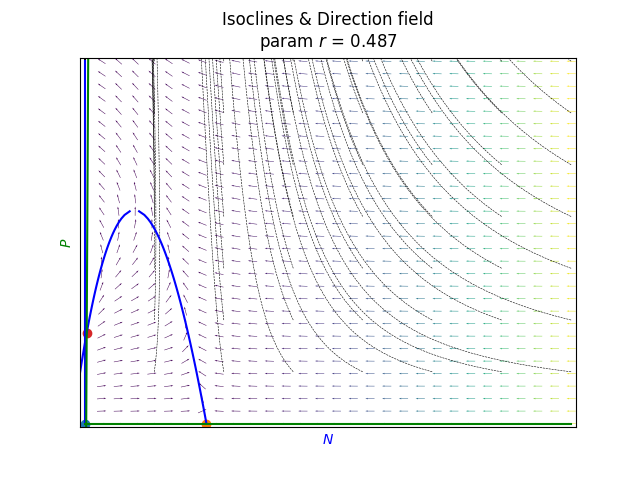 Isoclines & Direction field
param r = 0.487
P
N